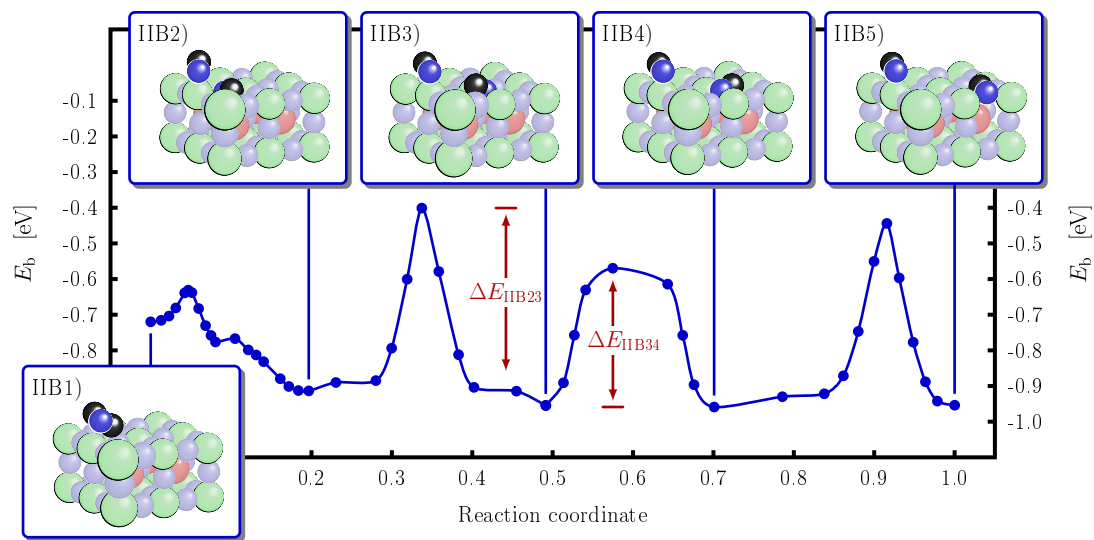 IIB2)
IIB3)
IIB4)
IIB5)
-0.1
-0.2
-0.3
-0.4
-0.5
-0.6
-0.7
-0.8
E_b [eV]
ΔE_IIB23
ΔE_IIB34
-0.4
-0.5
-0.6
-0.7
-0.8
-0.9
-1.0
E_b [eV]
IIB1)
0.2
0.3
0.4
0.5
0.6
0.7
0.8
0.9
1.0
Reaction coordinate